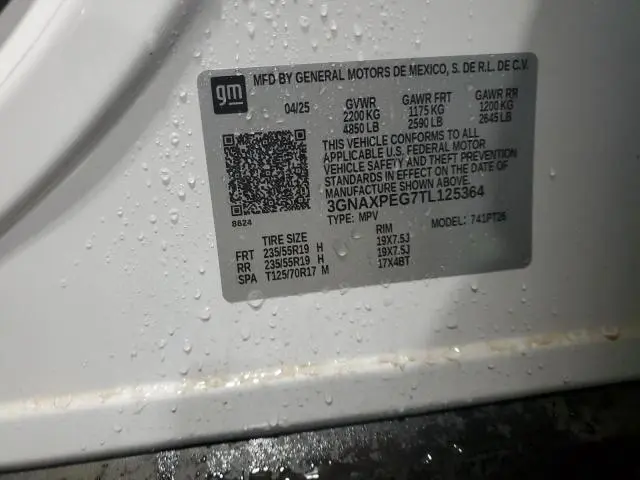 gm
MFD BY GENERAL MOTORS DE MEXICO, S. DE R.L. DE C.V.
04/25 GVWR GAWR FRT GAWR RR
2200 KG 1175 KG 1200 KG
4850 LB 2590 LB 2645 LB
THIS VEHICLE CONFORMS TO ALL
APPLICABLE U.S. FEDERAL MOTOR
VEHICLE SAFETY AND THEFT PREVENTION
STANDARDS IN EFFECT ON THE DATE OF
MANUFACTURE SHOWN ABOVE.
3GNAXPEG7TL125364
8624 TYPE: MPV MODEL: 741PT26
TIRE SIZE RIM
FRT 235/55R19 H 19X7.5J
RR 235/55R19 H 19X7.5J
SPA T125/70R17 M 17X4BT